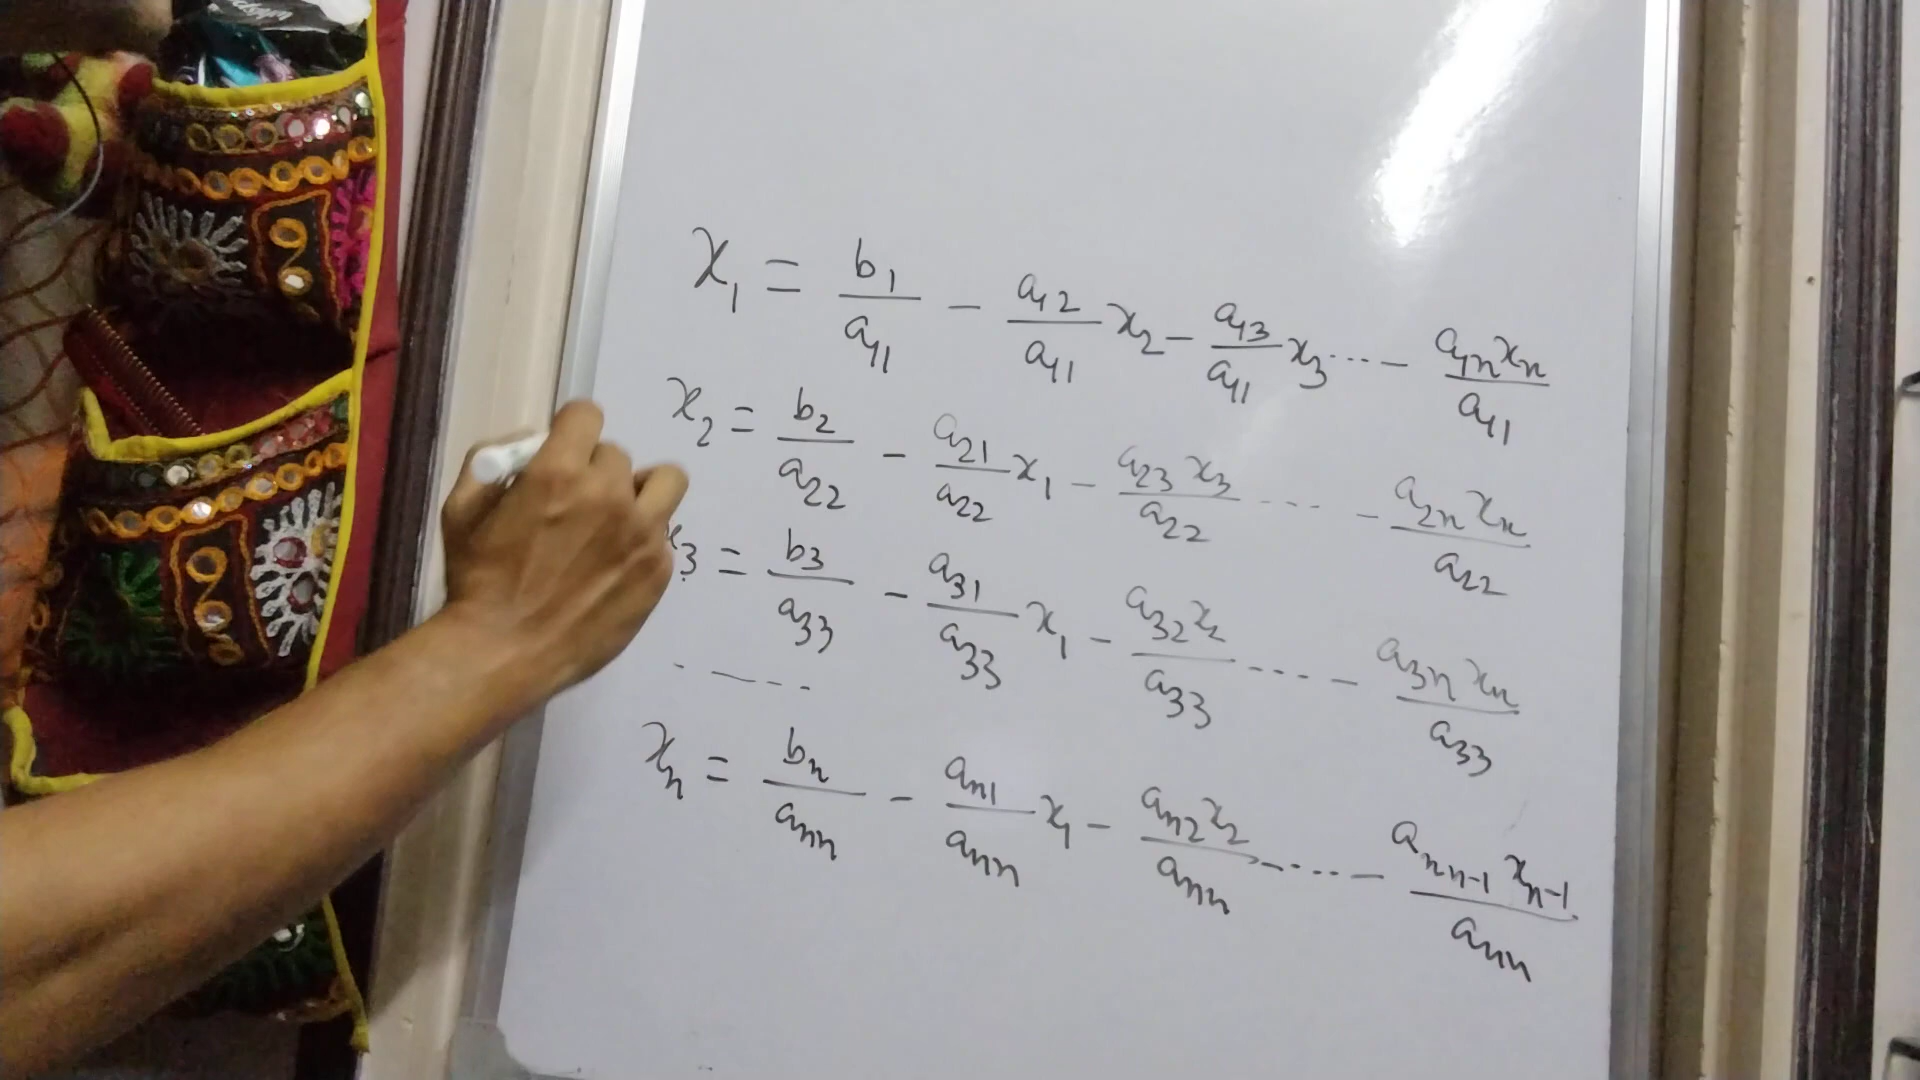 x₁ = b₁/a₁₁ - a₁₂/a₁₁ x₂ - a₁₃/a₁₁ x₃ ... - a₁ₙxₙ/a₁₁
x₂ = b₂/a₂₂ - a₂₁/a₂₂ x₁ - a₂₃x₃/a₂₂ ... - a₂ₙxₙ/a₂₂
x₃ = b₃/a₃₃ - a₃₁/a₃₃ x₁ - a₃₂x₂/a₃₃ ... - a₃ₙxₙ/a₃₃
.....
xₙ = bₙ/aₙₙ - aₙ₁/aₙₙ x₁ - aₙ₂x₂/aₙₙ ... - aₙₙ₋₁xₙ₋₁/aₙₙ